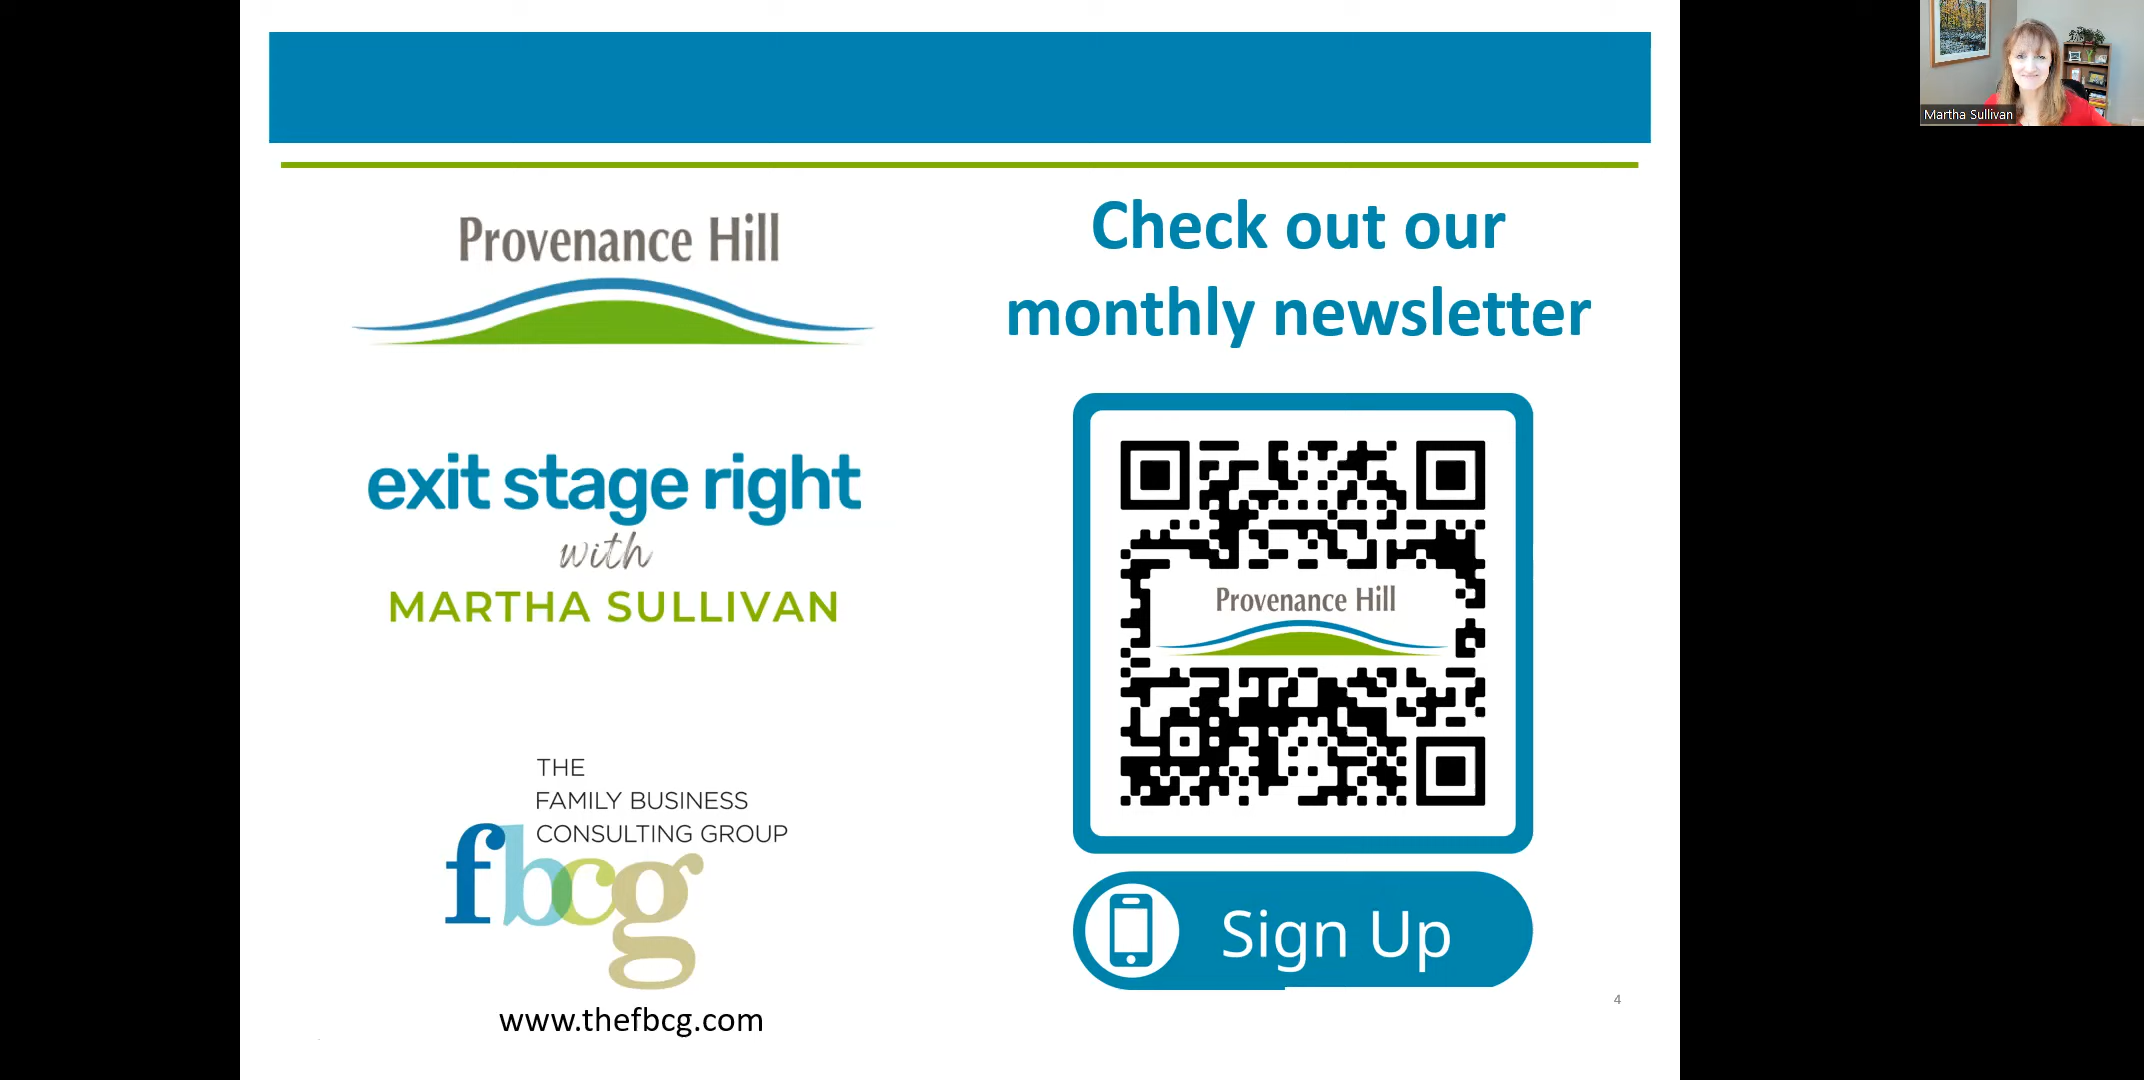 Provenance Hill
exit stage right
with
MARTHA SULLIVAN
THE
FAMILY BUSINESS
CONSULTING GROUP
fbcg
www.thefbcg.com
Check out our
monthly newsletter
Provenance Hill
Sign Up
4
Martha Sullivan